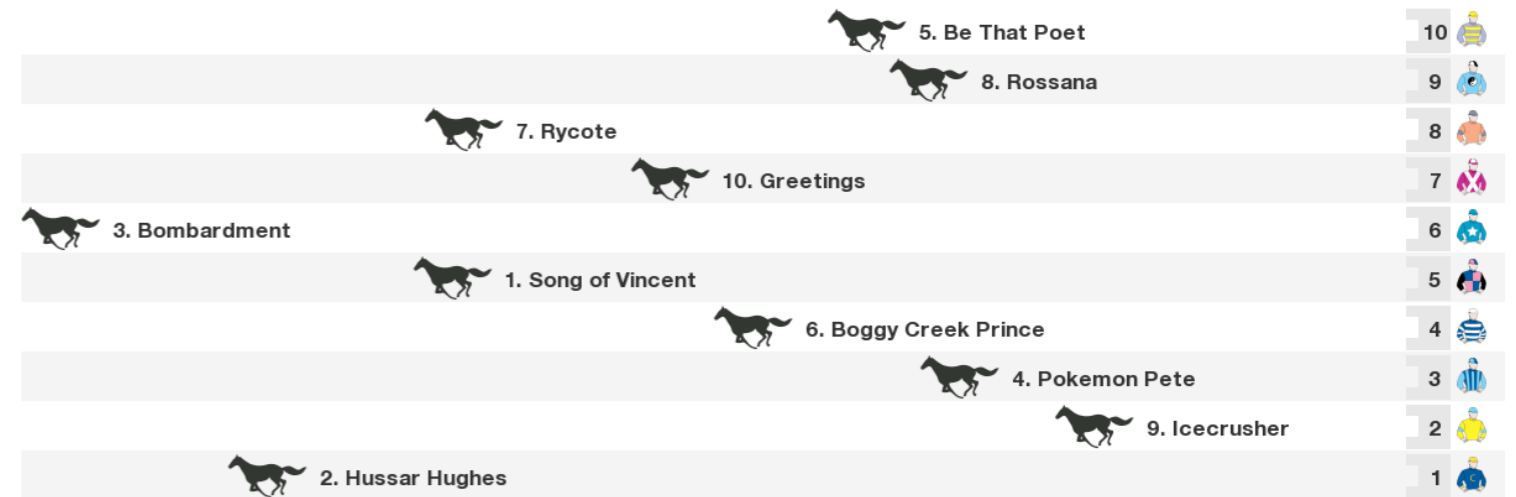 5. Be That Poet 10
8. Rossana 9
7. Rycote 8
10. Greetings 7
3. Bombardment 6
1. Song of Vincent 5
6. Boggy Creek Prince 4
4. Pokemon Pete 3
9. Icecrusher 2
2. Hussar Hughes 1